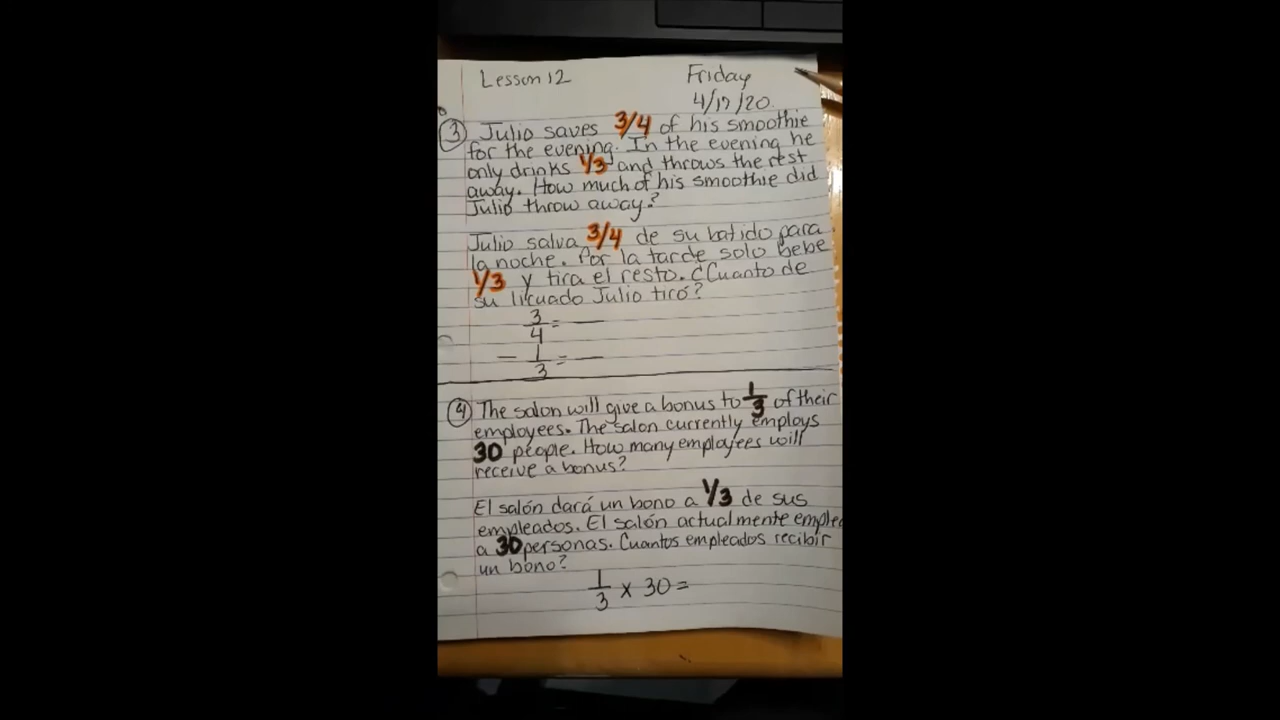 Lesson 12
Friday
4/17/20
3 Julio saves 3/4 of his smoothie
for the evening. In the evening he
only drinks 1/3 and throws the rest
away. How much of his smoothie did
Julio throw away?
Julio salva 3/4 de su batido para
la noche. Por la tarde solo bebe
1/3 y tira el resto. ¿Cuanto de
su licuado Julio tiró?
3/4 = __
- 1/3 = __
4 The salon will give a bonus to 1/3 of their
employees. The salon currently employs
30 people. How many employees will
receive a bonus?
El salón dará un bono a 1/3 de sus
empleados. El salón actualmente emplea
a 30 personas. Cuantos empleados recibir
un bono?
1/3 x 30 =